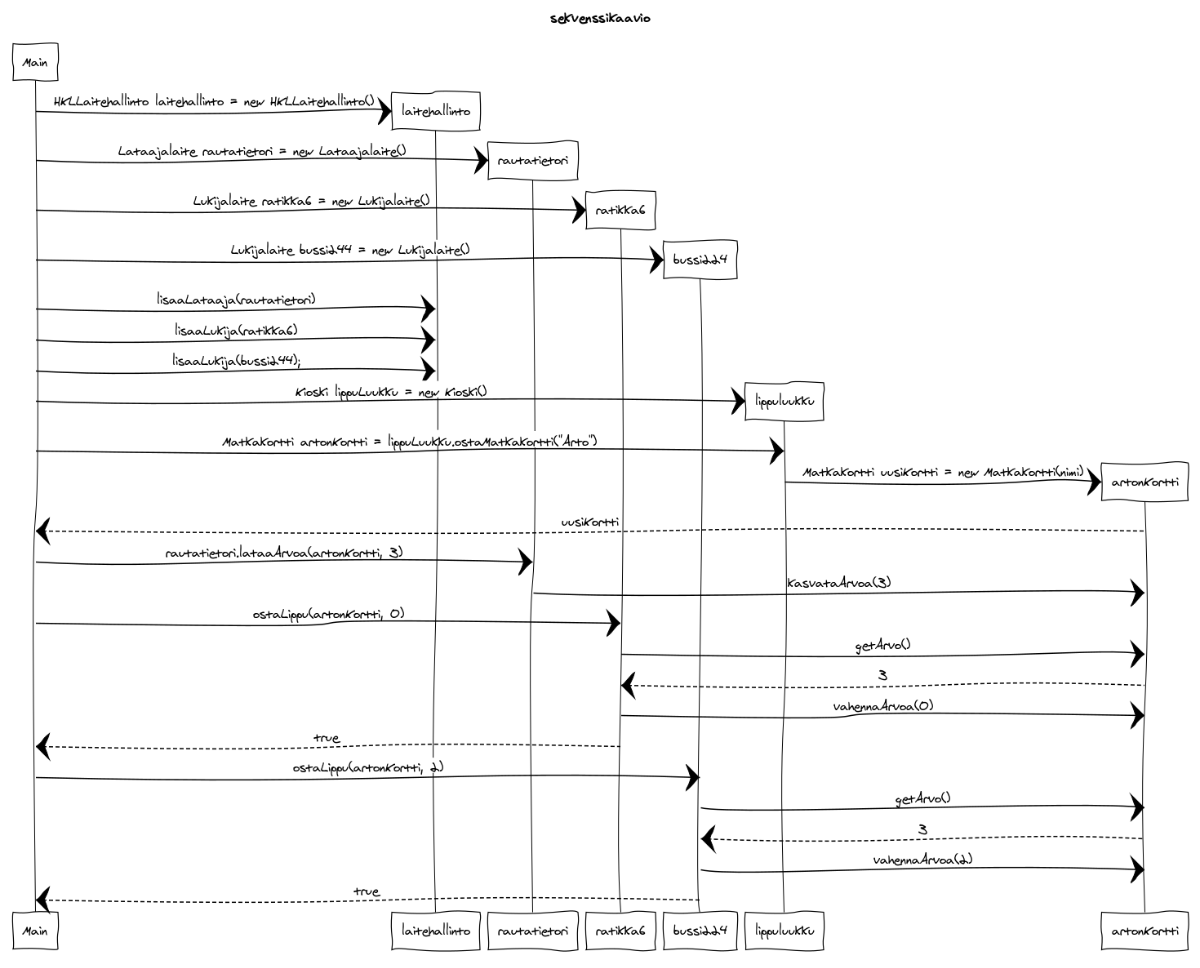 sekvenssikaavio
Main
HKLLaitehallinto laitehallinto = new HKLLaitehallinto()
laitehallinto
Lataajalaite rautatietori = new Lataajalaite()
rautatietori
Lukijalaite ratikka6 = new Lukijalaite()
ratikka6
Lukijalaite bussi244 = new Lukijalaite()
bussi224
lisaaLataaja(rautatietori)
lisaaLukija(ratikka6)
lisaaLukija(bussi244);
Kioski lippuLuukku = new Kioski()
lippuluukku
Matkakortti artonKortti = lippuLuukku.ostaMatkakortti("Arto")
Matkakortti uusiKortti = new Matkakortti(nimi)
artonKortti
uusiKortti
rautatietori.lataaArvoa(artonKortti, 3)
kasvataArvoa(3)
ostaLippu(artonKortti, 0)
getArvo()
3
vahennaArvoa(0)
true
ostaLippu(artonKortti, 2)
getArvo()
3
vahennaArvoa(2)
true
Main
laitehallinto
rautatietori
ratikka6
bussi224
lippuluukku
artonKortti